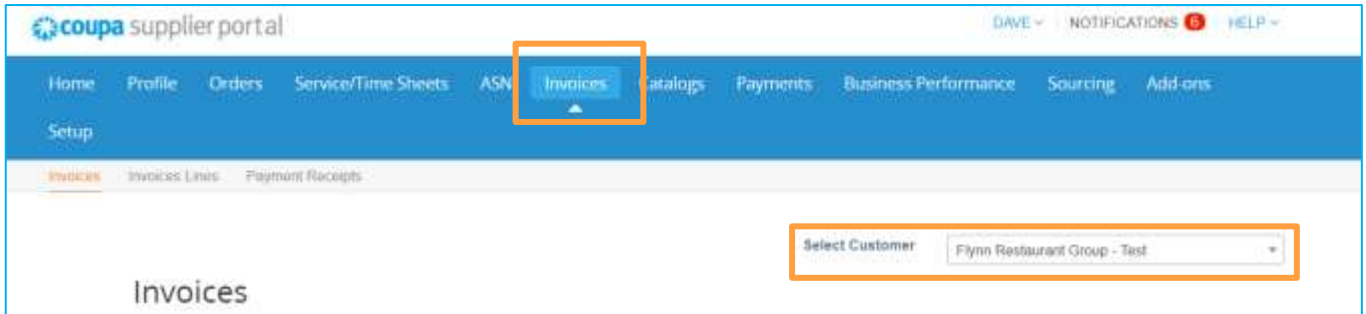 coupa supplier portal DAVE NOTIFICATIONS 6 HELP
Home Profile Orders Service/Time Sheets ASN Invoices Catalogs Payments Business Performance Sourcing Add-ons
Setup
Invoices Invoices Lines Payment Receipts
Select Customer Flynn Restaurant Group - Test
Invoices